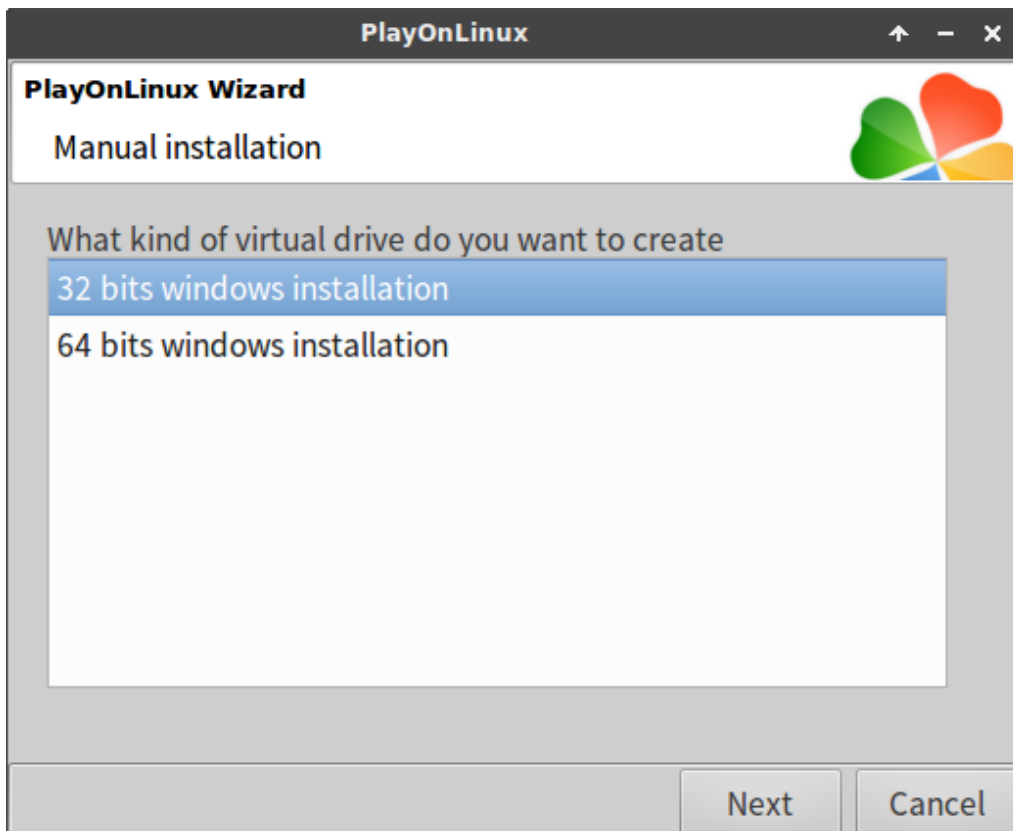 PlayOnLinux
PlayOnLinux Wizard
Manual installation
What kind of virtual drive do you want to create
32 bits windows installation
64 bits windows installation
Next
Cancel